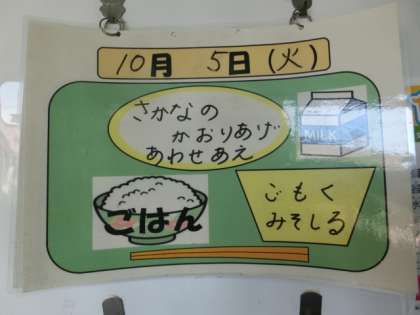 10月 5日(火)
さかなの
かおりあげ
あわせあえ
MILK
ごはん
ごもく
みそしる